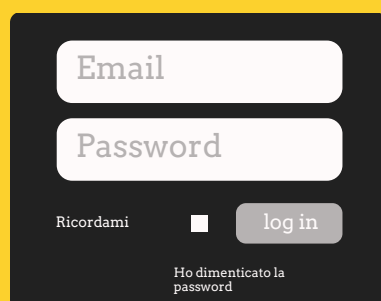 Email
Password
Ricordami
log in
Ho dimenticato la
password